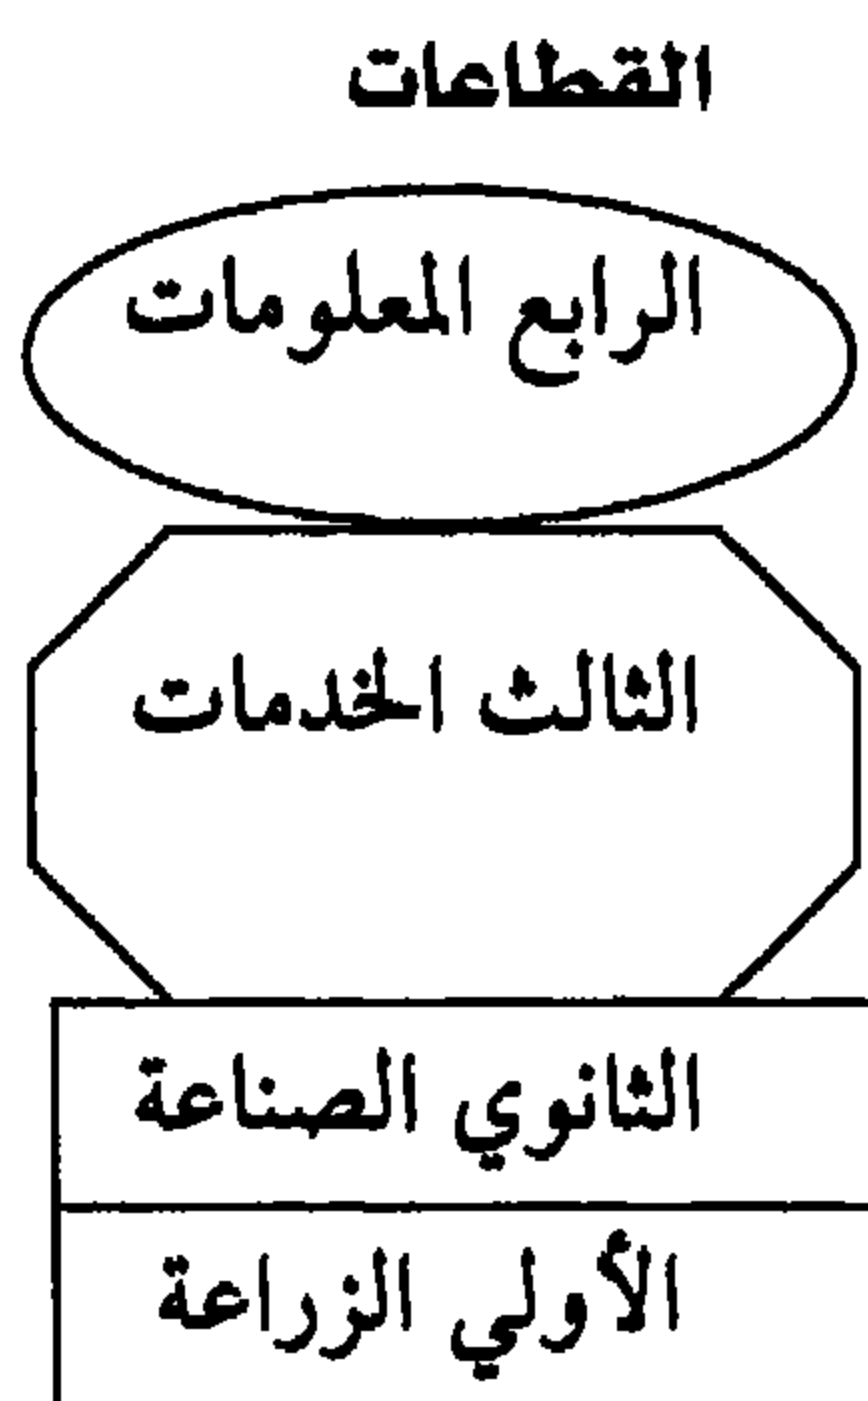 القطاعات
الرابع المعلومات
الثالث الخدمات
الثانوي الصناعة
الأولي الزراعة